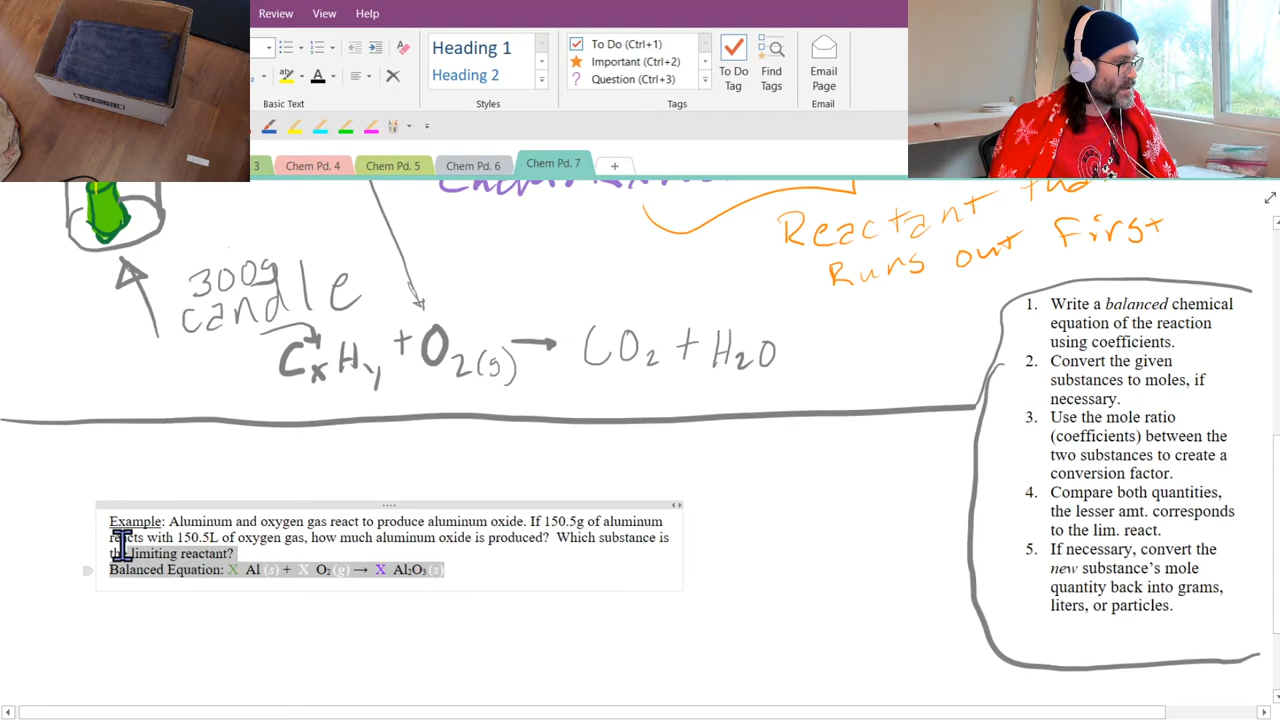 Review View Help
Heading 1
Heading 2
To Do (Ctrl+1)
Important (Ctrl+2)
Question (Ctrl+3)
To Do Tag
Find Tags
Email Page
Basic Text
Styles
Tags
Email
3
Chem Pd. 4
Chem Pd. 5
Chem Pd. 6
Chem Pd. 7
Reactant
Runs out First
300g
candle
CxHy + O2(g) → CO2 + H2O
1. Write a balanced chemical
equation of the reaction
using coefficients.
2. Convert the given
substances to moles, if
necessary.
3. Use the mole ratio
(coefficients) between the
two substances to create a
conversion factor.
4. Compare both quantities,
the lesser amt. corresponds
to the lim. react.
5. If necessary, convert the
new substance's mole
quantity back into grams,
liters, or particles.
Example: Aluminum and oxygen gas react to produce aluminum oxide. If 150.5g of aluminum
reacts with 150.5L of oxygen gas, how much aluminum oxide is produced? Which substance is
the limiting reactant?
Balanced Equation: X Al (s) + X O2 (g) → X Al2O3 (s)